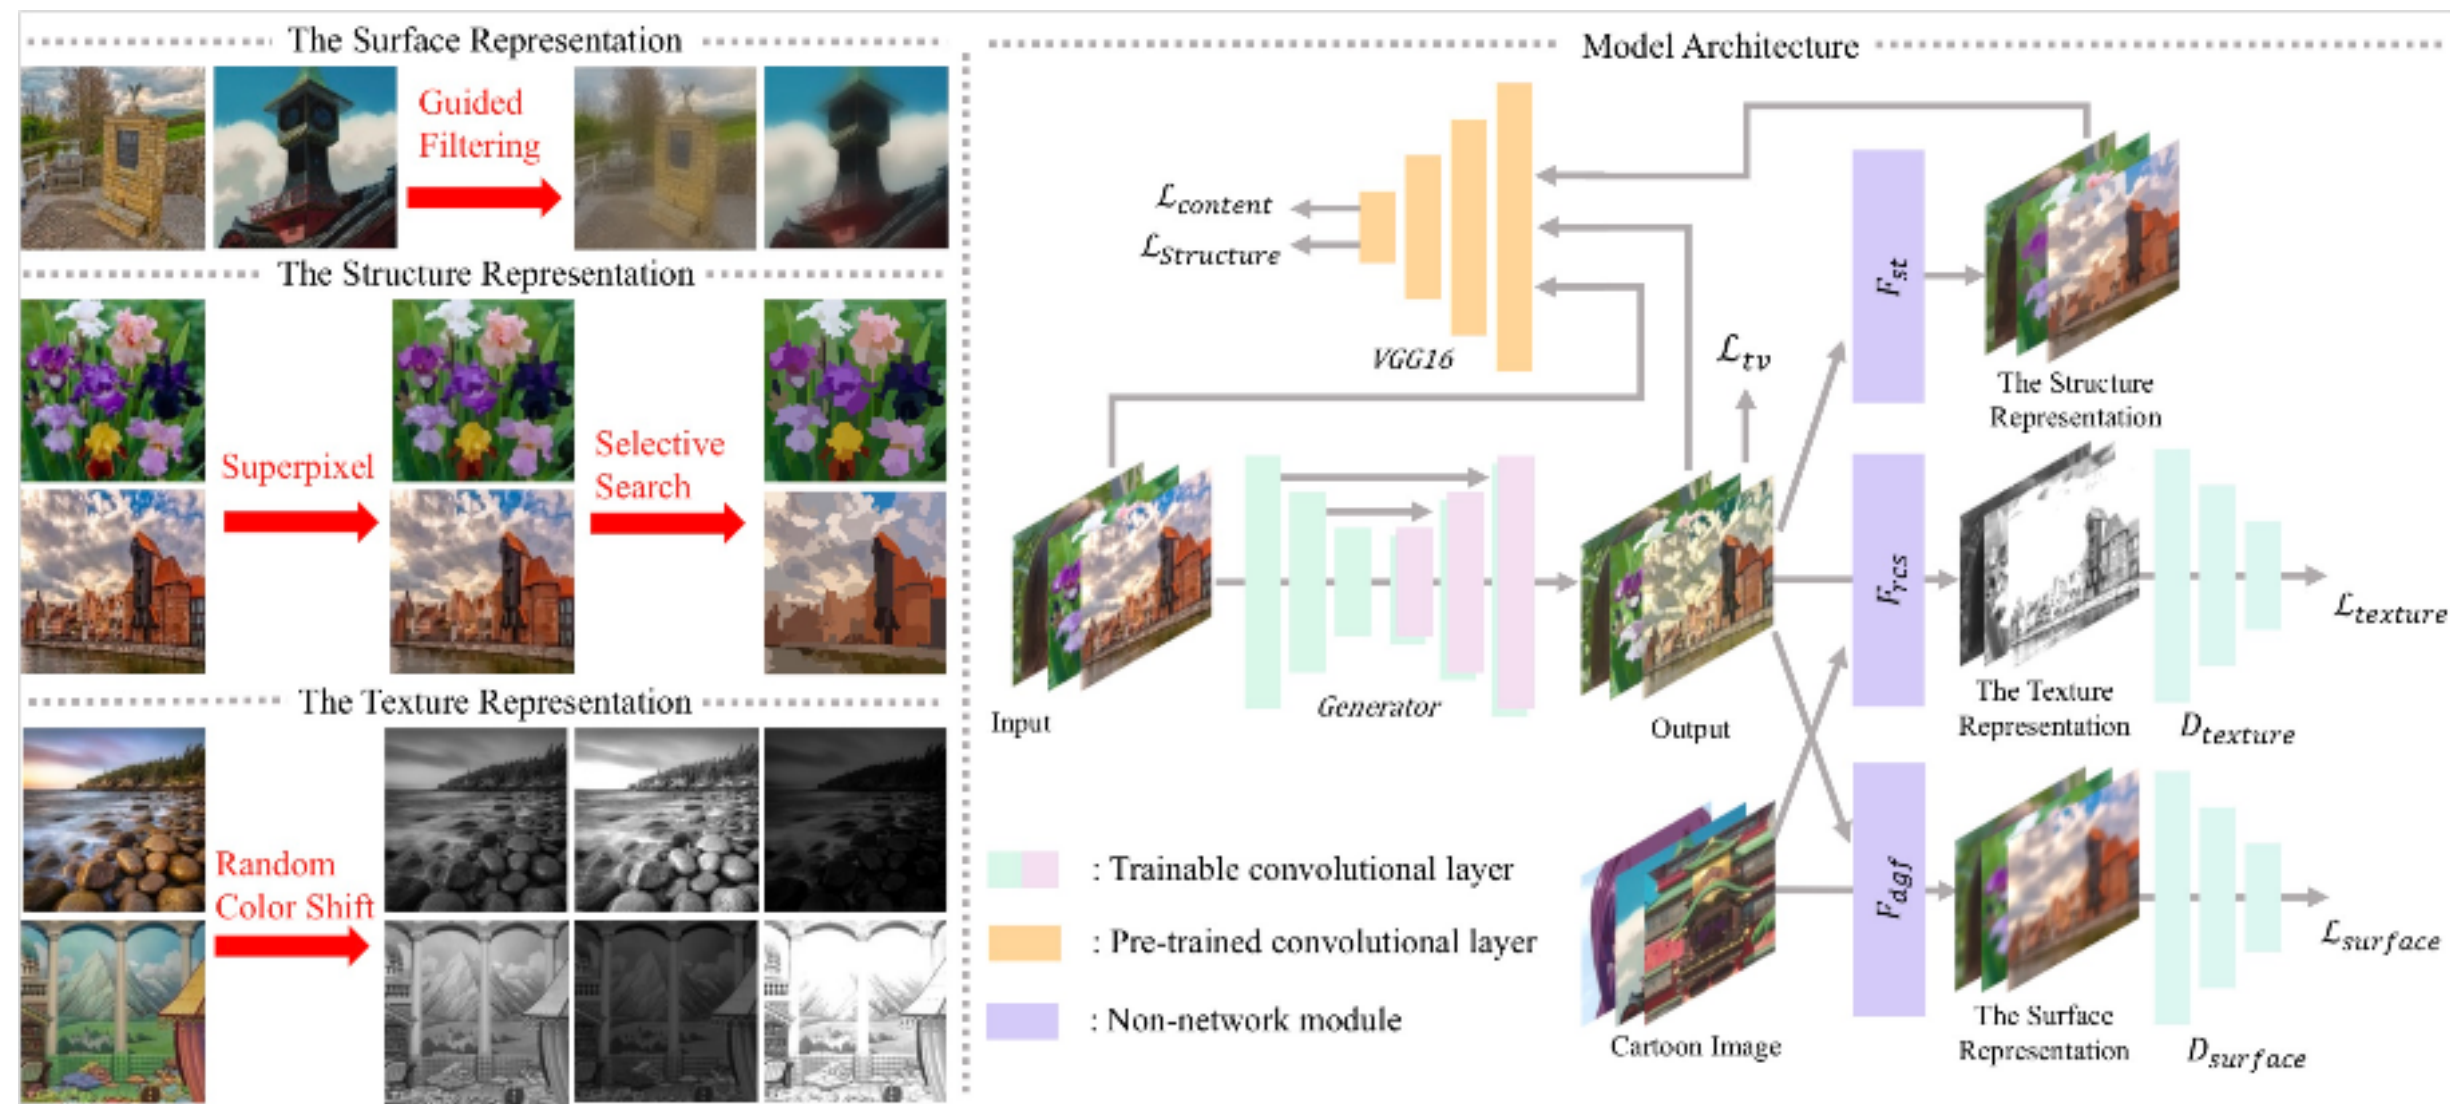 The Surface Representation
Guided
Filtering
The Structure Representation
Superpixel
Selective
Search
The Texture Representation
Random
Color Shift
Model Architecture
ℒcontent
ℒStructure
VGG16
ℒtv
Fst
The Structure
Representation
Input
Generator
Output
Frcs
The Texture
Representation
Dtexture
ℒtexture
: Trainable convolutional layer
: Pre-trained convolutional layer
: Non-network module
Cartoon Image
Fdgf
The Surface
Representation
Dsurface
ℒsurface